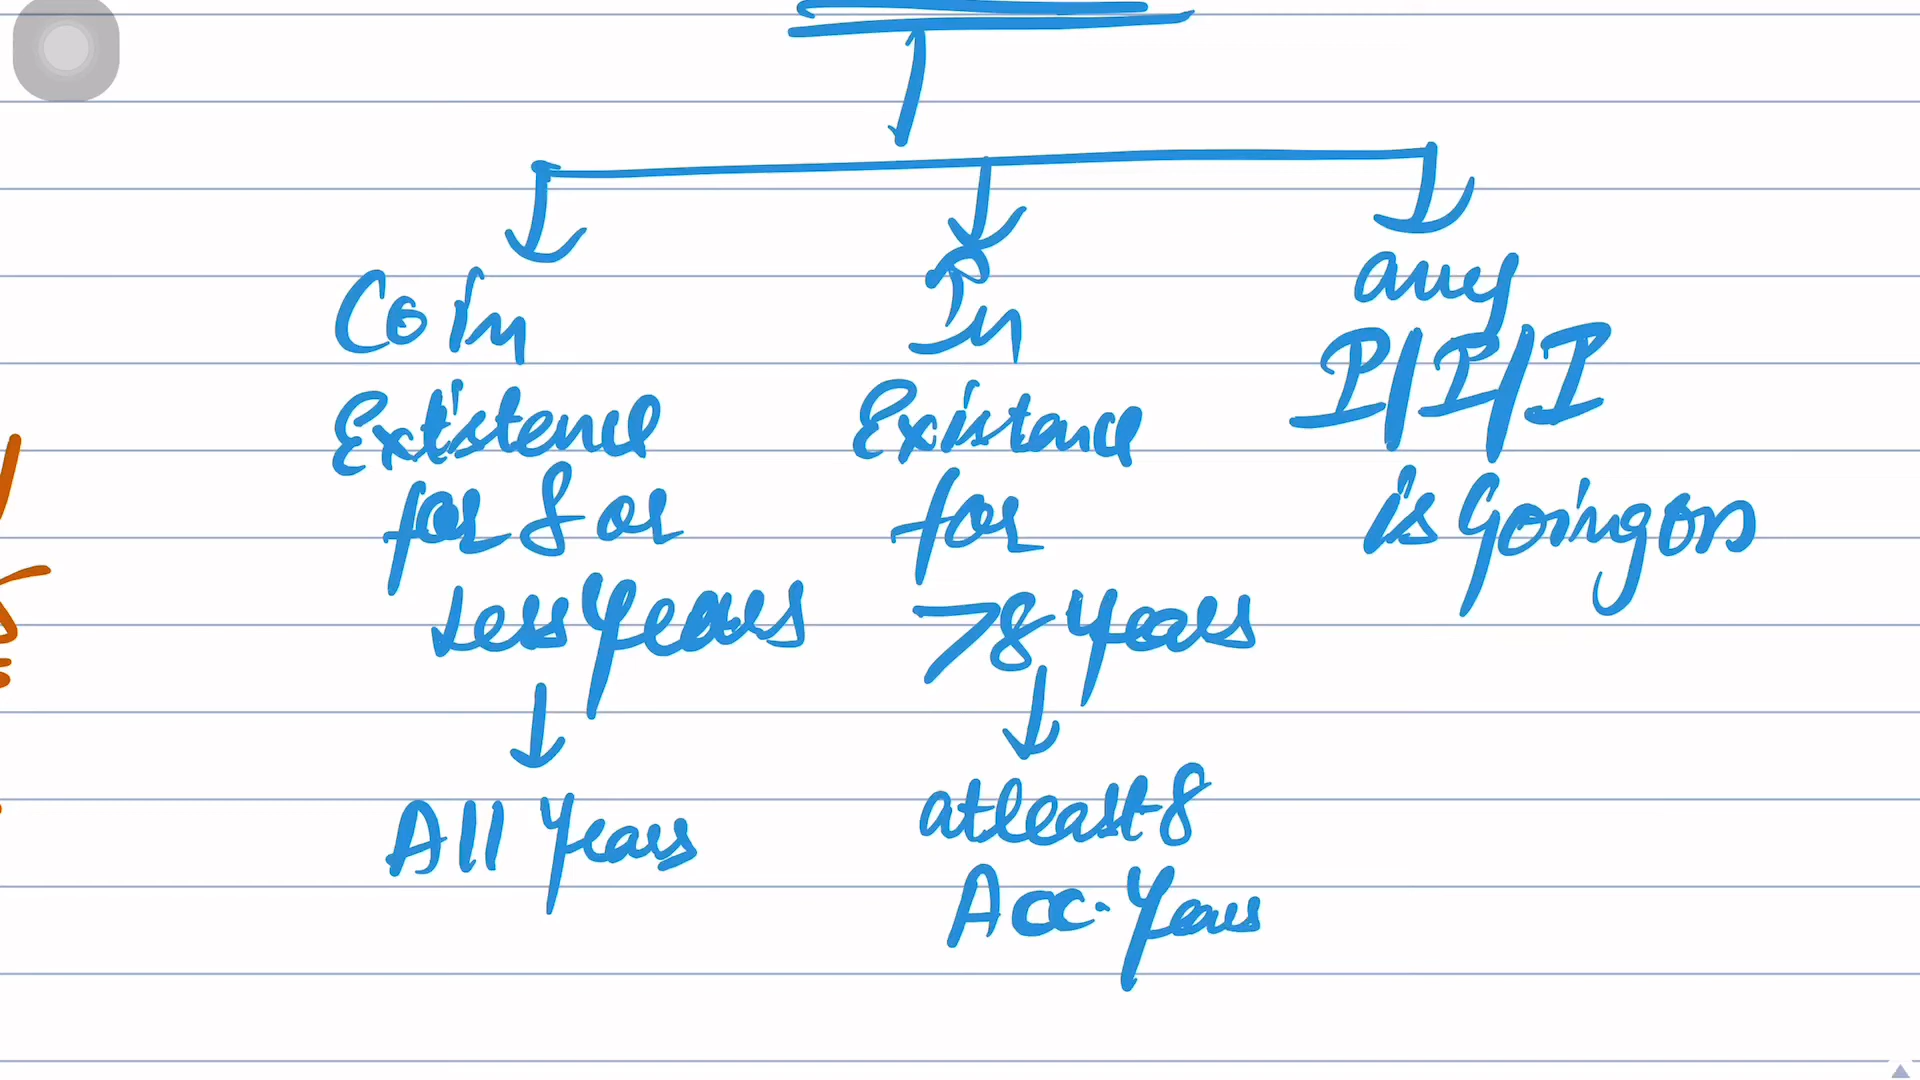 Co in
Existence
for 8 or
Less Years
All Years
In
Existance
for
>8 Years
atleast 8
Acc. Years
any
I/I/I
is Going on